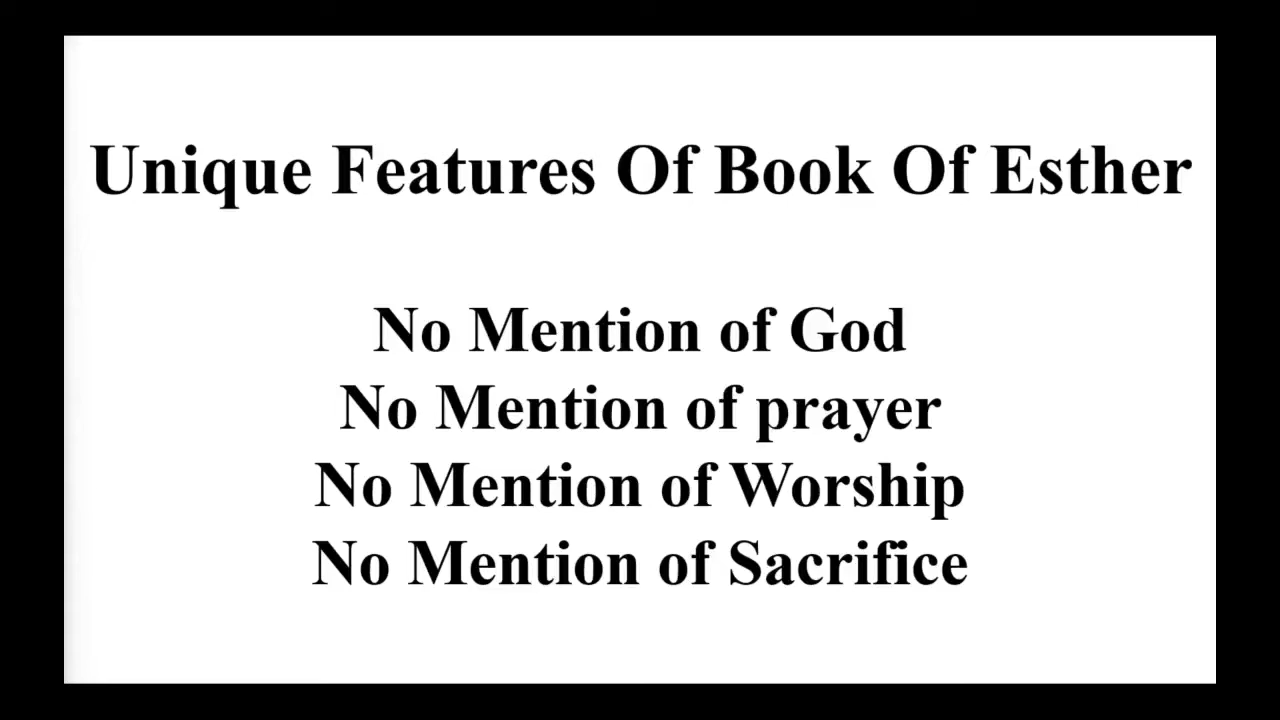 Unique Features Of Book Of Esther
No Mention of God
No Mention of prayer
No Mention of Worship
No Mention of Sacrifice